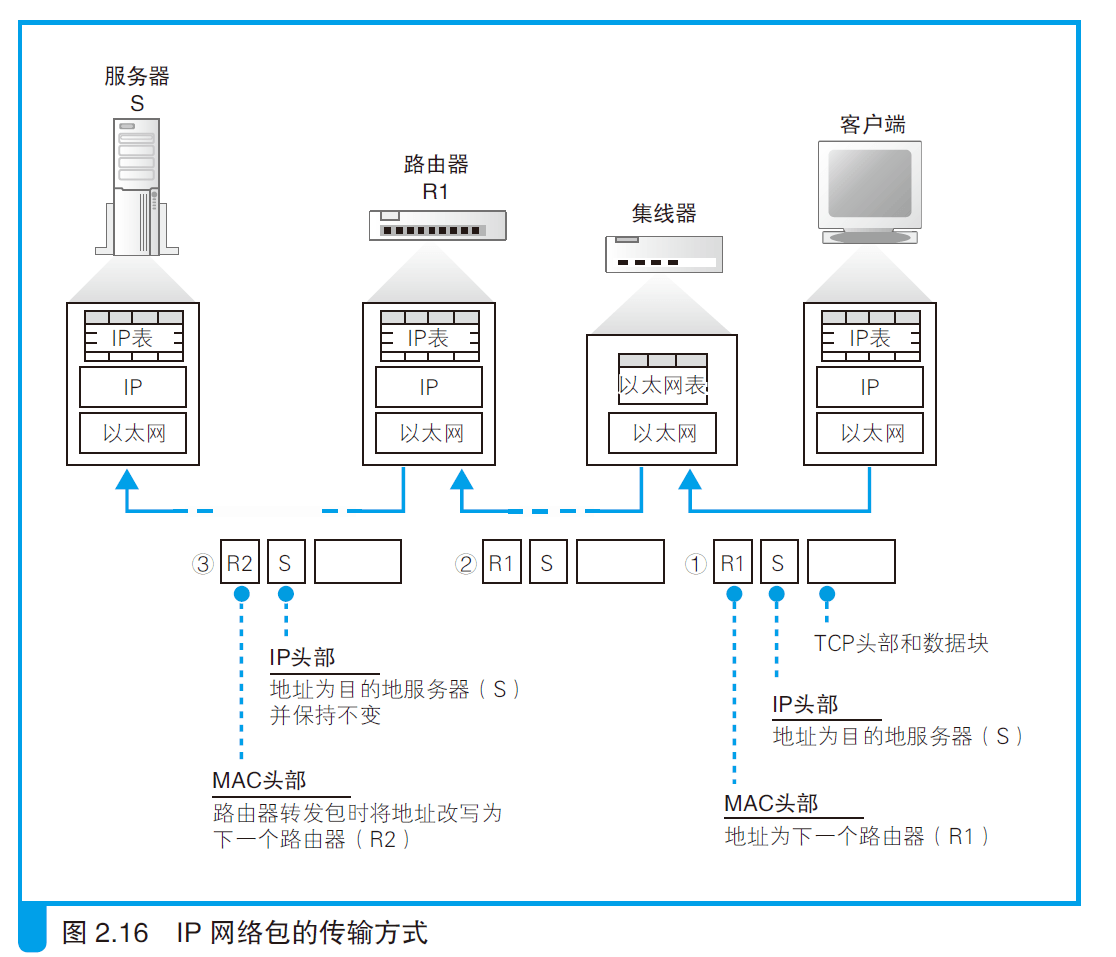 服务器
S
路由器
R1
集线器
客户端
IP表
IP
以太网
IP表
IP
以太网
以太网表
以太网
IP表
IP
以太网
③ R2 S
② R1 S
① R1 S
IP头部
地址为目的地服务器（S）
并保持不变
MAC头部
路由器转发包时将地址改写为
下一个路由器（R2）
TCP头部和数据块
IP头部
地址为目的地服务器（S）
MAC头部
地址为下一个路由器（R1）
图 2.16 IP 网络包的传输方式